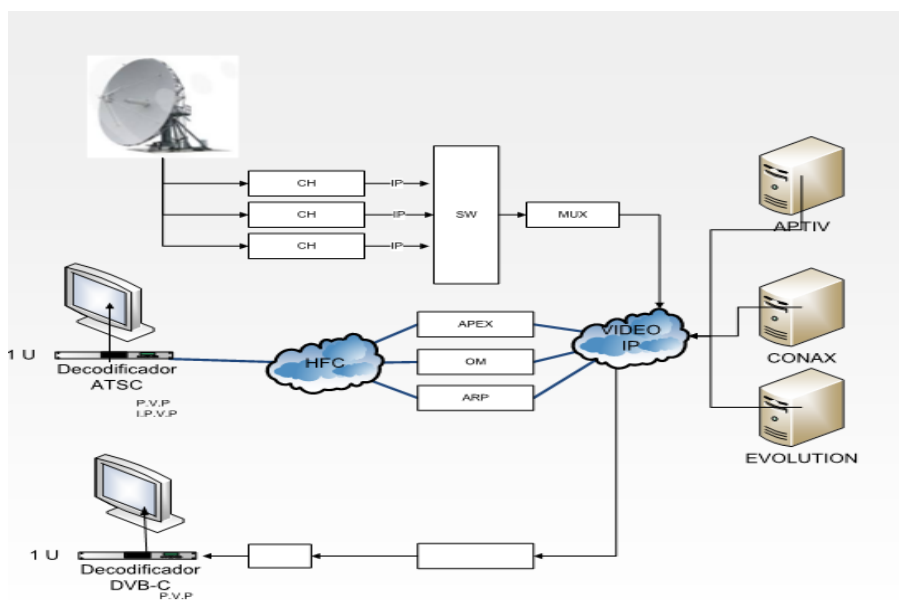 CH
IP
CH
IP
CH
IP
SW
MUX
APTIV
APEX
VIDEO
IP
HFC
OM
CONAX
ARP
1 U
Decodificador
ATSC
P.V.P
I.P.V.P
EVOLUTION
1 U
Decodificador
DVB-C
P.V.P